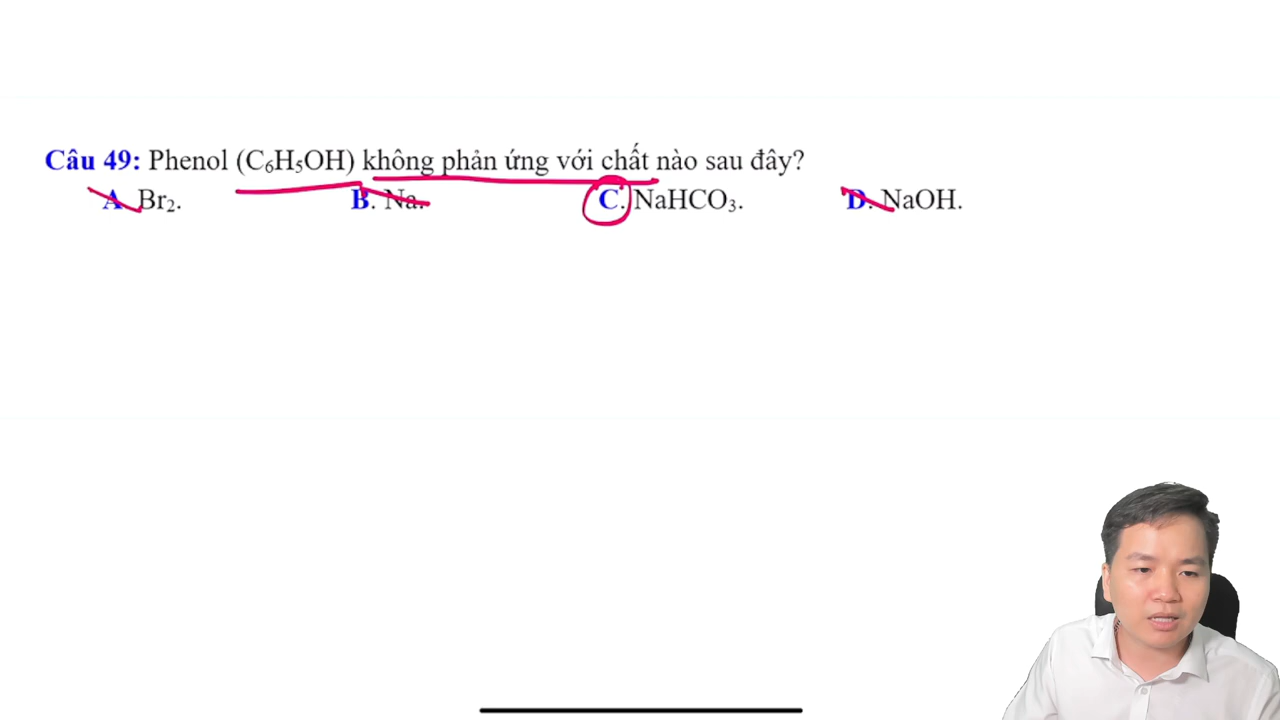 Câu 49: Phenol (C₆H₅OH) không phản ứng với chất nào sau đây?
A. Br₂. B. Na. C. NaHCO₃. D. NaOH.